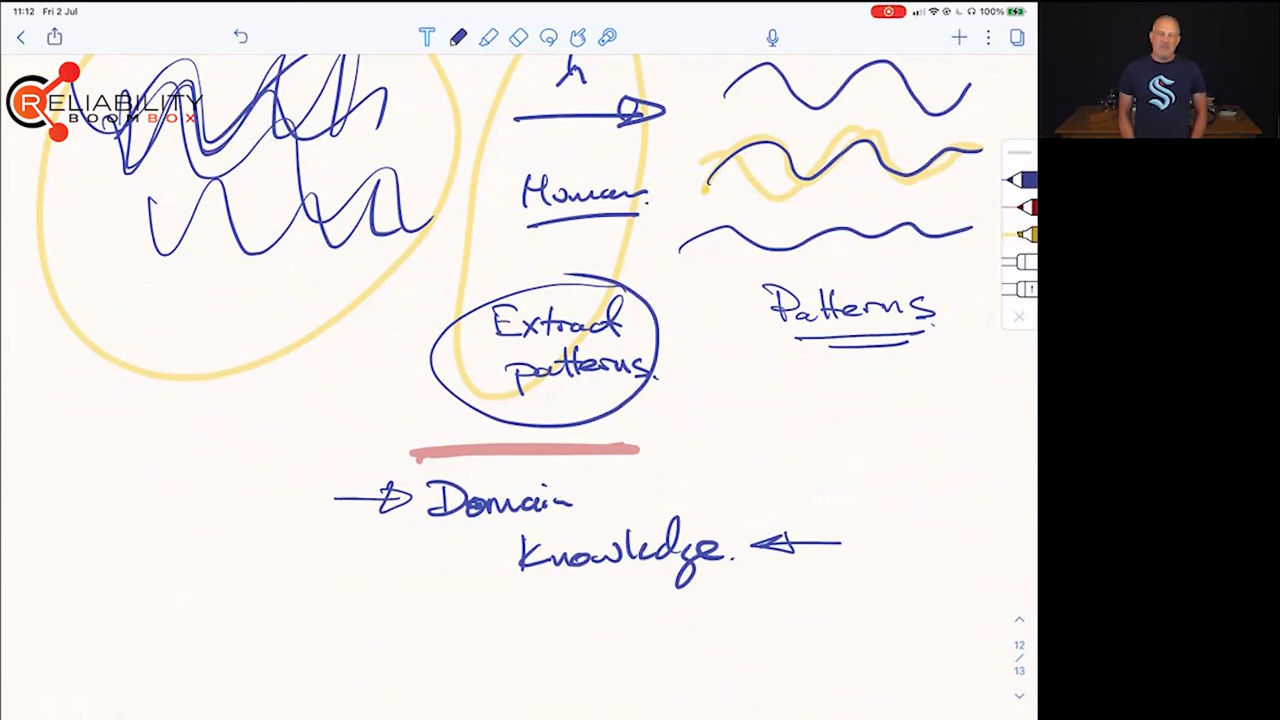 11:12 Fri 2 Jul
100%
RELIABILITY
BOOMBOX
h
Human.
Extract
patterns.
Patterns.
Domain
Knowledge.
12
13